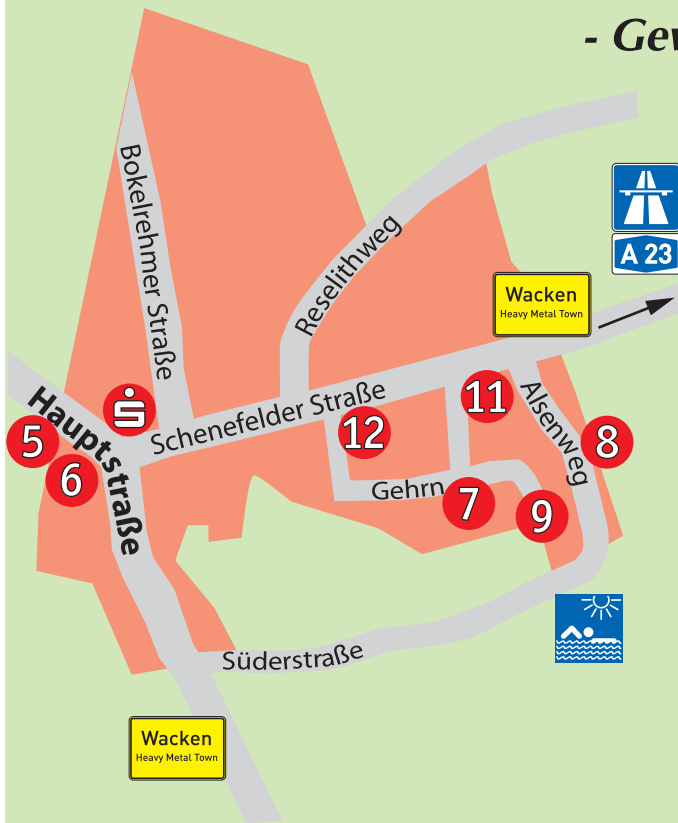 - Gev
Bokelrehmer Straße
Reselithweg
A 23
Wacken
Heavy Metal Town
Hauptstraße
Schenefelder Straße
11
Alsenweg
12
5
6
8
Gehrn
7
9
Süderstraße
Wacken
Heavy Metal Town